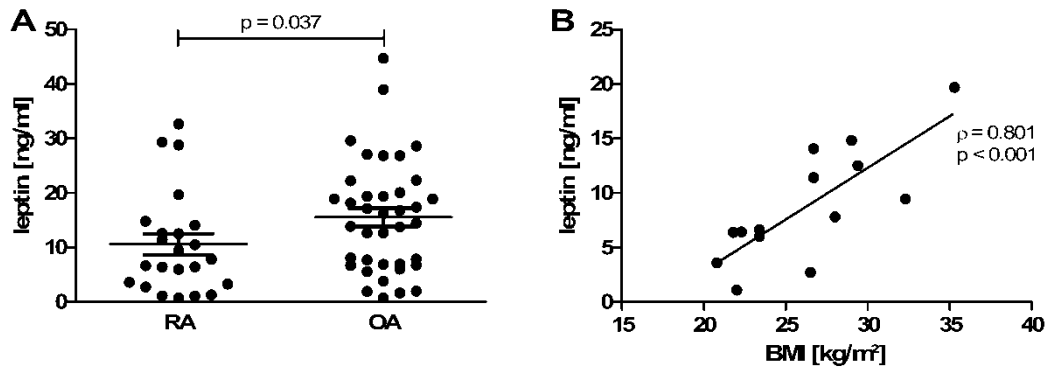 A
p = 0.037
leptin [ng/ml]
50
40
30
20
10
0
RA
OA
B
leptin [ng/ml]
25
20
15
10
5
0
ρ = 0.801
p < 0.001
15
20
25
30
35
40
BMI [kg/m²]